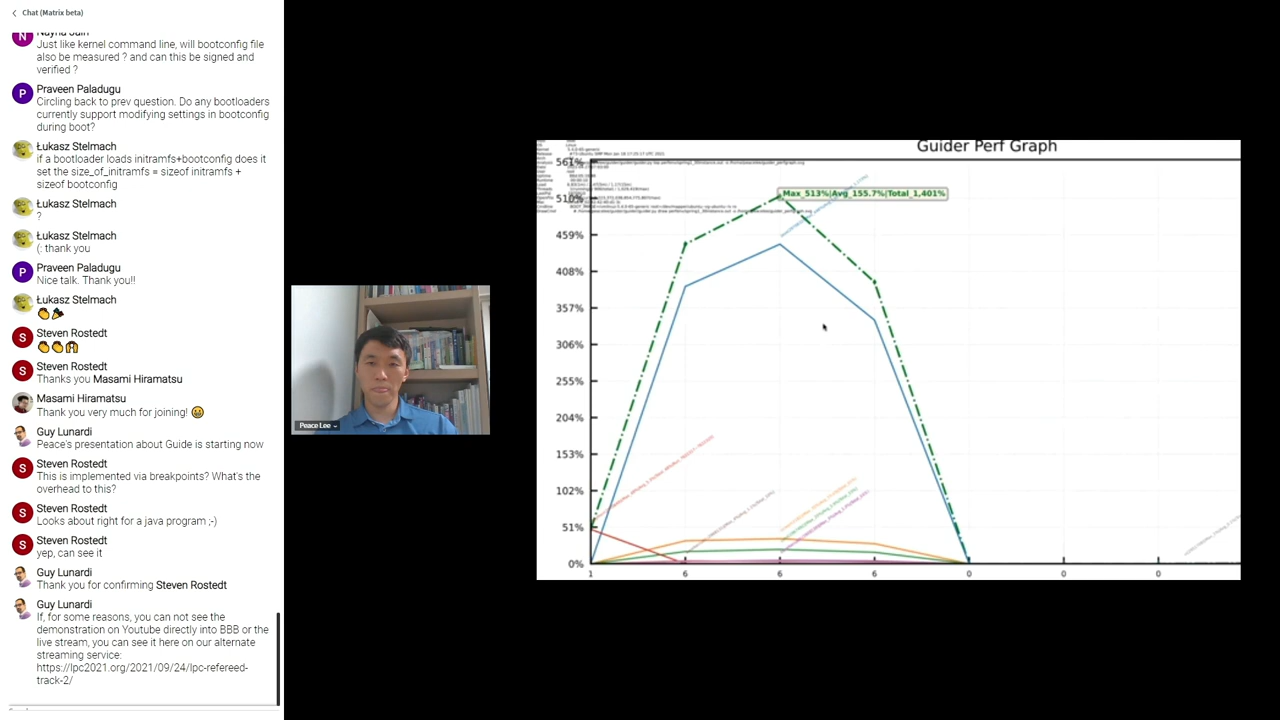 Chat (Matrix beta)
Nayna Jain
Just like kernel command line, will bootconfig file
also be measured ? and can this be signed and
verified ?
Praveen Paladugu
Circling back to prev question. Do any bootloaders
currently support modifying settings in bootconfig
during boot?
Łukasz Stelmach
if a bootloader loads initramfs+bootconfig does it
set the size_of_initramfs = sizeof initramfs +
sizeof bootconfig
Łukasz Stelmach
?
Łukasz Stelmach
(: thank you
Praveen Paladugu
Nice talk. Thank you!!
Łukasz Stelmach
Steven Rostedt
Steven Rostedt
Thanks you Masami Hiramatsu
Masami Hiramatsu
Thank you very much for joining!
Guy Lunardi
Peace's presentation about Guide is starting now
Steven Rostedt
This is implemented via breakpoints? What's the
overhead to this?
Steven Rostedt
Looks about right for a java program ;-)
Steven Rostedt
yep, can see it
Guy Lunardi
Thank you for confirming Steven Rostedt
Guy Lunardi
If, for some reasons, you can not see the
demonstration on Youtube directly into BBB or the
live stream, you can see it here on our alternate
streaming service:
https://lpc2021.org/2021/09/24/lpc-refereed-
track-2/
Peace Lee
Guider Perf Graph
Max_513%|Avg_155.7%|Total_1,401%
561%
510%
459%
408%
357%
306%
255%
204%
153%
102%
51%
0%
1 6 6 6 0 0 0